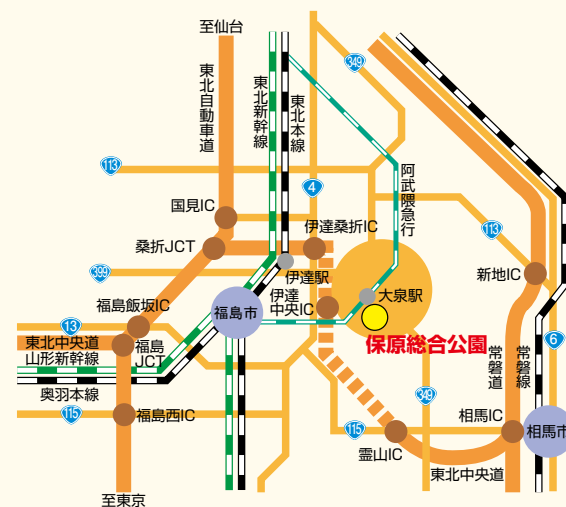 至仙台
東北自動車道
東北新幹線
東北本線
349
阿武隈急行
113
4
国見IC
伊達桑折IC
113
桑折JCT
399
伊達駅
新地IC
福島飯坂IC
福島市
伊達
中央IC
大泉駅
13
保原総合公園
6
東北中央道
福島
JCT
山形新幹線
常磐道
常磐線
奥羽本線
349
115
福島西IC
相馬IC
相馬市
115
霊山IC
東北中央道
至東京